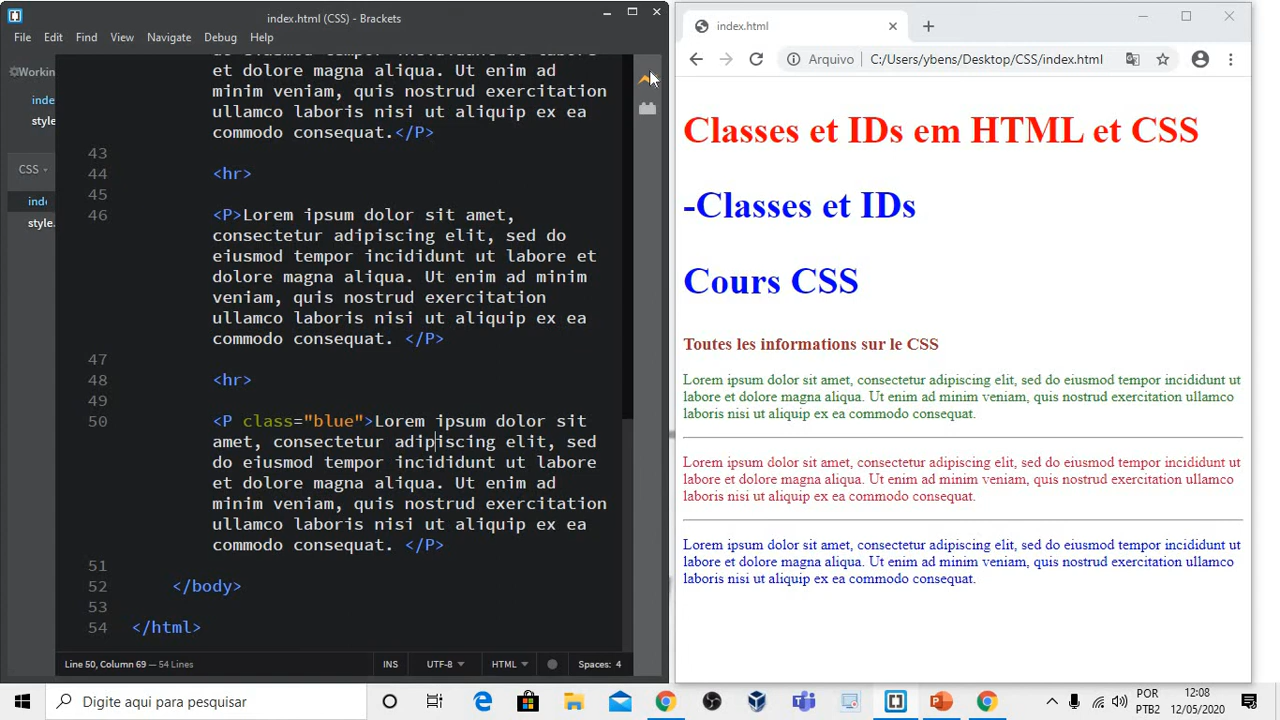 index.html (CSS) - Brackets
File Edit Find View Navigate Debug Help
Workin
inde
style
CSS
inde
style.
et dolore magna aliqua. Ut enim ad
minim veniam, quis nostrud exercitation
ullamco laboris nisi ut aliquip ex ea
commodo consequat.</P>
43
44 <hr>
45
46 <P>Lorem ipsum dolor sit amet,
consectetur adipiscing elit, sed do
eiusmod tempor incididunt ut labore et
dolore magna aliqua. Ut enim ad minim
veniam, quis nostrud exercitation
ullamco laboris nisi ut aliquip ex ea
commodo consequat. </P>
47
48 <hr>
49
50 <P class="blue">Lorem ipsum dolor sit
amet, consectetur adipiscing elit, sed
do eiusmod tempor incididunt ut labore
et dolore magna aliqua. Ut enim ad
minim veniam, quis nostrud exercitation
ullamco laboris nisi ut aliquip ex ea
commodo consequat. </P>
51
52 </body>
53
54 </html>
Line 50, Column 69 — 54 Lines INS UTF-8 HTML Spaces: 4
index.html
Arquivo C:/Users/ybens/Desktop/CSS/index.html
Classes et IDs em HTML et CSS
-Classes et IDs
Cours CSS
Toutes les informations sur le CSS
Lorem ipsum dolor sit amet, consectetur adipiscing elit, sed do eiusmod tempor incididunt ut
labore et dolore magna aliqua. Ut enim ad minim veniam, quis nostrud exercitation ullamco
laboris nisi ut aliquip ex ea commodo consequat.
Lorem ipsum dolor sit amet, consectetur adipiscing elit, sed do eiusmod tempor incididunt ut
labore et dolore magna aliqua. Ut enim ad minim veniam, quis nostrud exercitation ullamco
laboris nisi ut aliquip ex ea commodo consequat.
Lorem ipsum dolor sit amet, consectetur adipiscing elit, sed do eiusmod tempor incididunt ut
labore et dolore magna aliqua. Ut enim ad minim veniam, quis nostrud exercitation ullamco
laboris nisi ut aliquip ex ea commodo consequat.
Digite aqui para pesquisar
POR
PTB2
12:08
12/05/2020